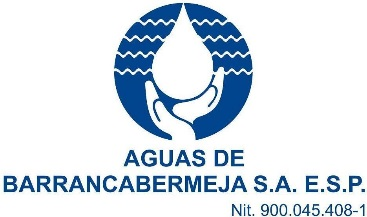 AGUAS DE
BARRANCABERMEJA S.A. E.S.P.
Nit. 900.045.408-1